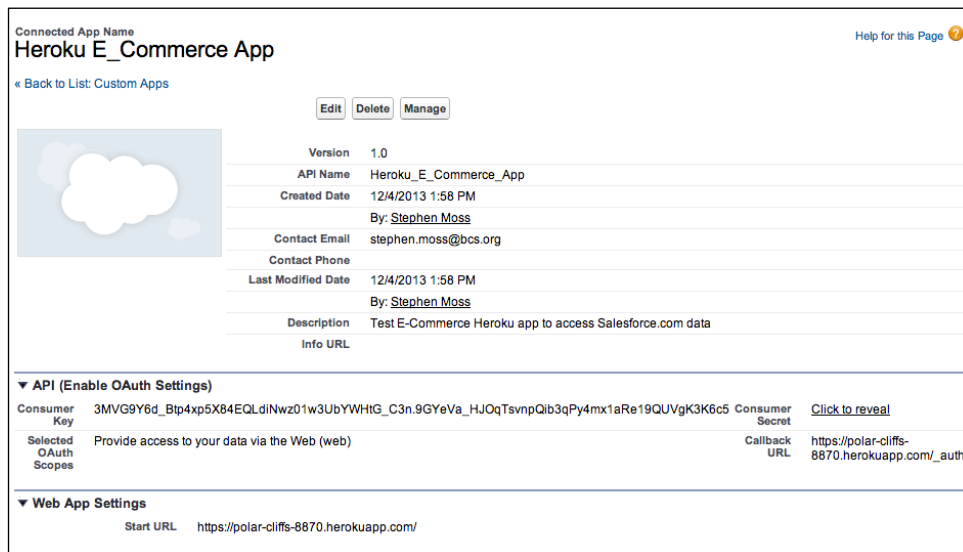 Connected App Name
Heroku E_Commerce App
Help for this Page
« Back to List: Custom Apps
Edit Delete Manage
Version 1.0
API Name Heroku_E_Commerce_App
Created Date 12/4/2013 1:58 PM
By: Stephen Moss
Contact Email stephen.moss@bcs.org
Contact Phone
Last Modified Date 12/4/2013 1:58 PM
By: Stephen Moss
Description Test E-Commerce Heroku app to access Salesforce.com data
Info URL
API (Enable OAuth Settings)
Consumer Key 3MVG9Y6d_Btp4xp5X84EQLdiNwz01w3UbYWHtG_C3n.9GYeVa_HJOqTsvnpQib3qPy4mx1aRe19QUVgK3K6c5 Consumer Secret Click to reveal
Selected OAuth Scopes Provide access to your data via the Web (web) Callback URL https://polar-cliffs-8870.herokuapp.com/_auth
Web App Settings
Start URL https://polar-cliffs-8870.herokuapp.com/